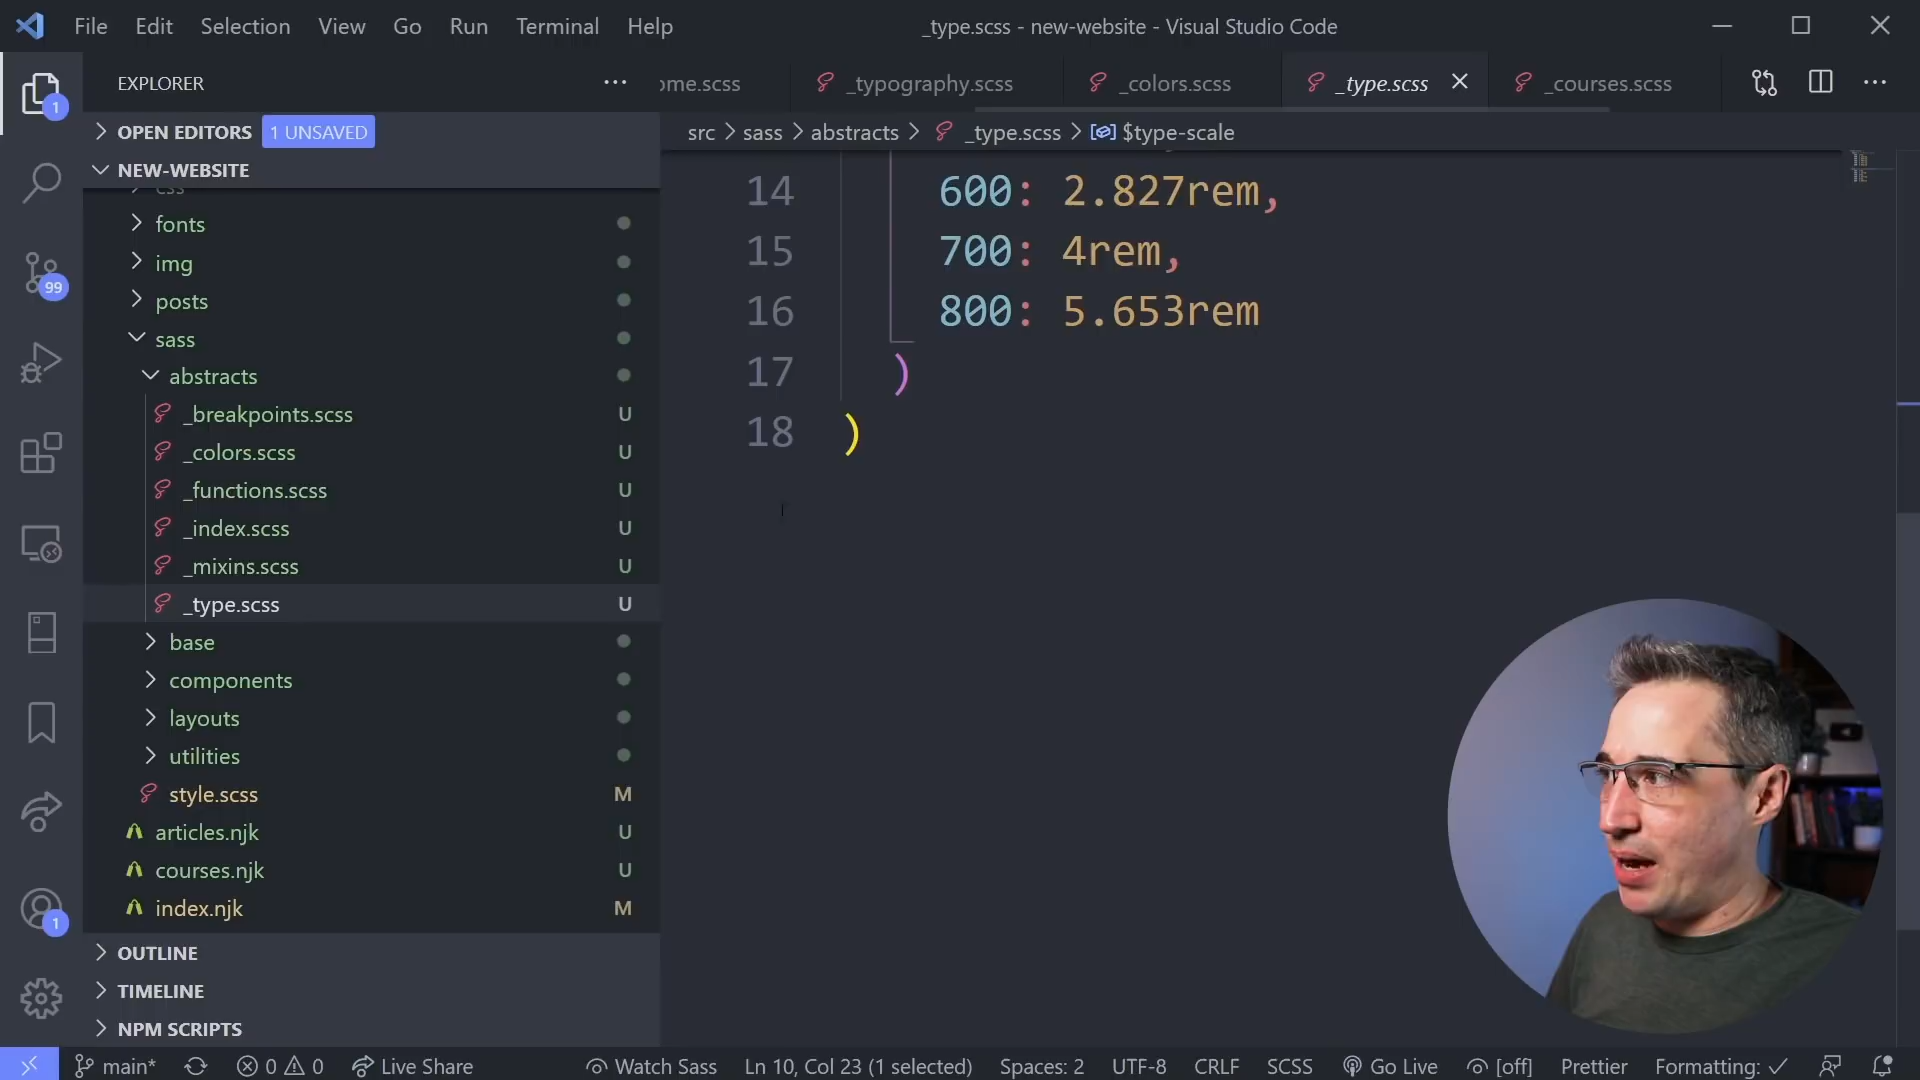 File Edit Selection View Go Run Terminal Help
_type.scss - new-website - Visual Studio Code
EXPLORER
ome.scss
_typography.scss
_colors.scss
_type.scss
_courses.scss
1
OPEN EDITORS 1 UNSAVED
src > sass > abstracts > _type.scss > $type-scale
NEW-WEBSITE
css
fonts
img
posts
sass
abstracts
_breakpoints.scss U
_colors.scss U
_functions.scss U
_index.scss U
_mixins.scss U
_type.scss U
base
components
layouts
utilities
style.scss M
articles.njk U
courses.njk U
index.njk M
OUTLINE
TIMELINE
NPM SCRIPTS
99
1
14 600: 2.827rem,
15 700: 4rem,
16 800: 5.653rem
17 )
18 )
main* 0 0 Live Share Watch Sass Ln 10, Col 23 (1 selected) Spaces: 2 UTF-8 CRLF SCSS Go Live [off] Prettier Formatting: ✓